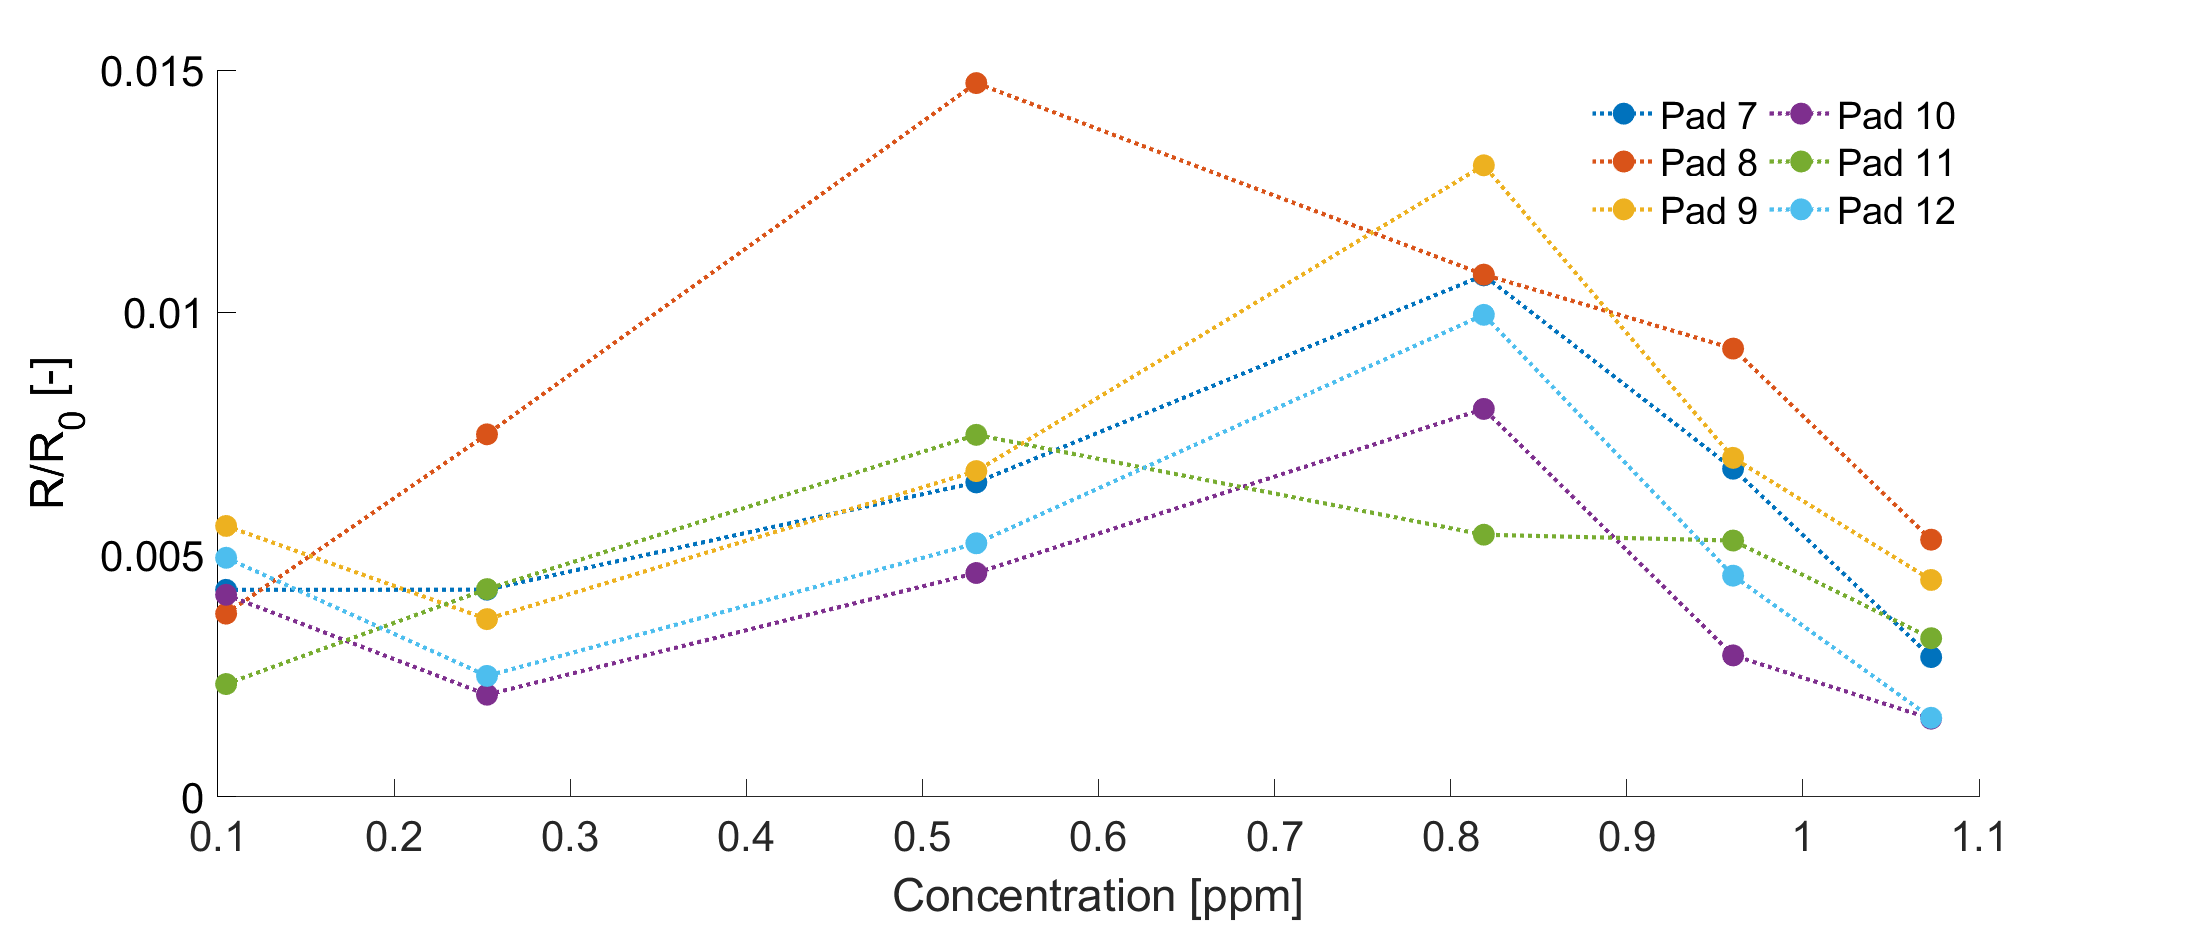 0.015
0.01
0.005
0
R/R0 [-]
Pad 7
Pad 10
Pad 8
Pad 11
Pad 9
Pad 12
0.1 0.2 0.3 0.4 0.5 0.6 0.7 0.8 0.9 1 1.1
Concentration [ppm]